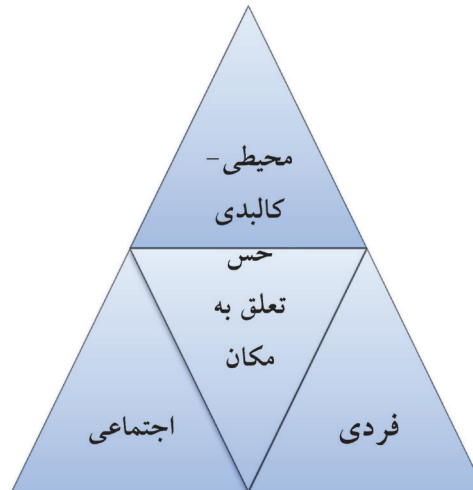 محیطی-
کالبدی
حس
تعلق به
مکان
فردی
اجتماعی